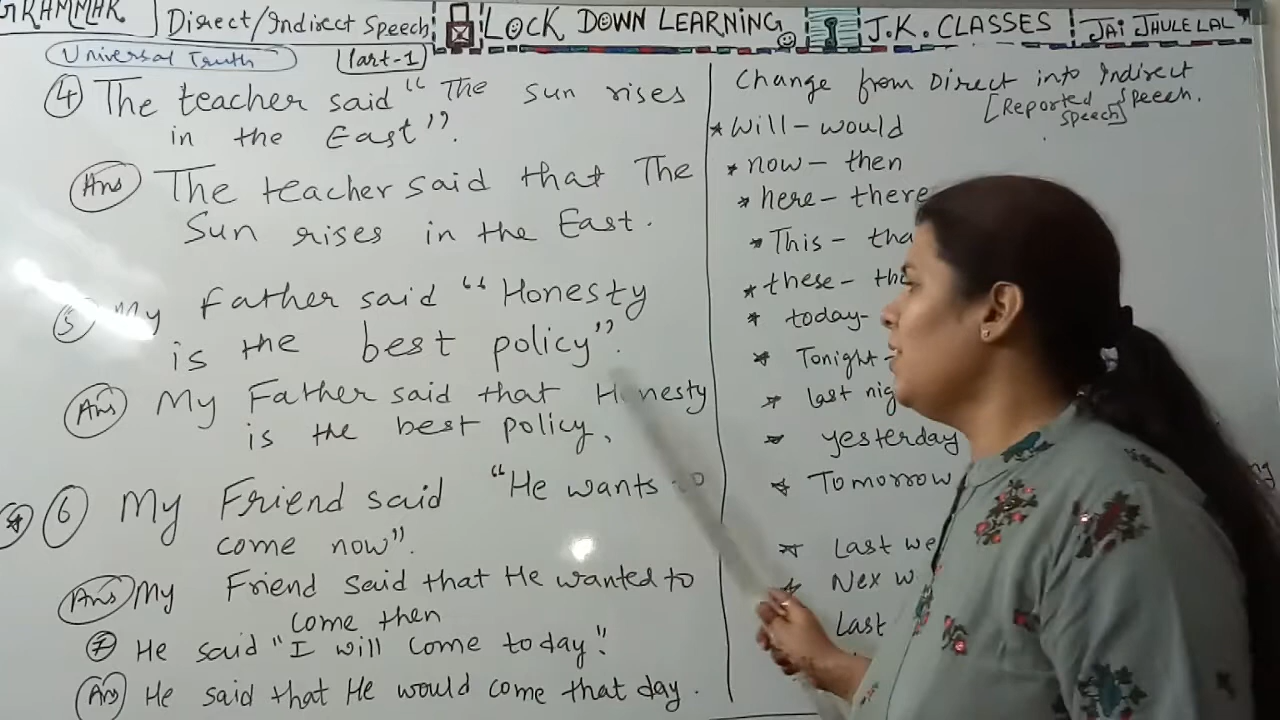 GRAMMAR
Direct/Indirect Speech
LOCK DOWN LEARNING
J.K. CLASSES
JAI JHULELAL
Universal Truth
Part-1
④ The teacher said "The sun rises
in the East".
Ans The teacher said that The
Sun rises in the East.
5 My father said "Honesty
is the best policy".
Ans My Father said that Honesty
is the best policy.
6 My Friend said "He wants to
come now".
Ans My Friend said that He wanted to
come then
⑦ He said "I will come today".
Ans He said that He would come that day.
Change from Direct into Indirect
Speech.
[Reported
Speech]
* Will – would
* now – then
* here – there
* This –
* these –
* today-
* Tonight -
* last
* yesterday
* Tomorrow
* Last
* Nex w
Last